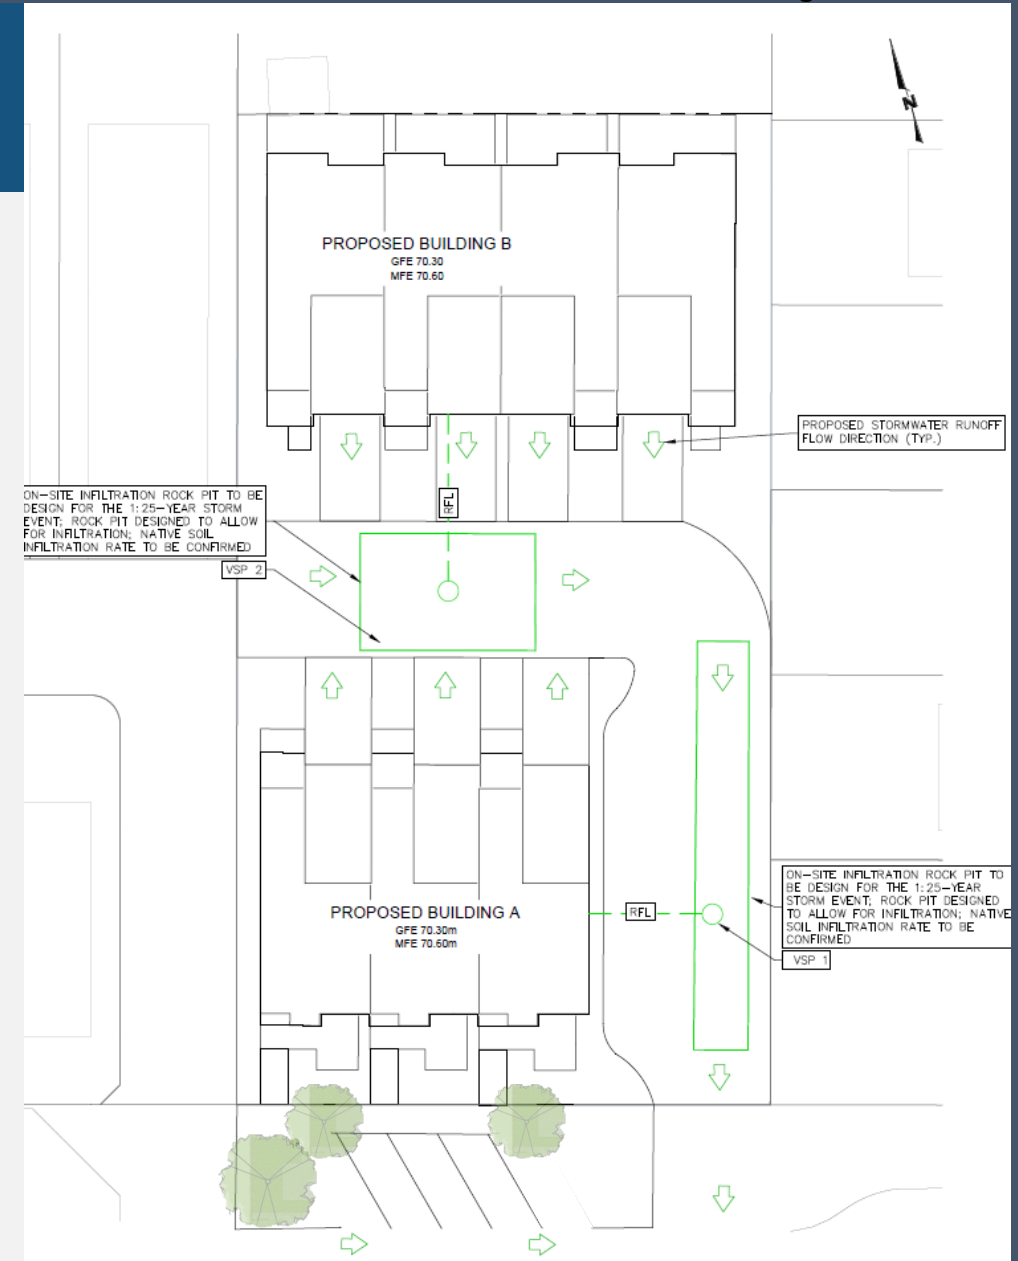 N
PROPOSED BUILDING B
GFE 70.30
MFE 70.60
PROPOSED STORMWATER RUNOFF
FLOW DIRECTION (TYP.)
RFL
ON-SITE INFILTRATION ROCK PIT TO BE
DESIGN FOR THE 1:25-YEAR STORM
EVENT; ROCK PIT DESIGNED TO ALLOW
FOR INFILTRATION; NATIVE SOIL
INFILTRATION RATE TO BE CONFIRMED
VSP 2
PROPOSED BUILDING A
GFE 70.30m
MFE 70.60m
RFL
ON-SITE INFILTRATION ROCK PIT TO
BE DESIGN FOR THE 1:25-YEAR
STORM EVENT; ROCK PIT DESIGNED
TO ALLOW FOR INFILTRATION; NATIVE
SOIL INFILTRATION RATE TO BE
CONFIRMED
VSP 1